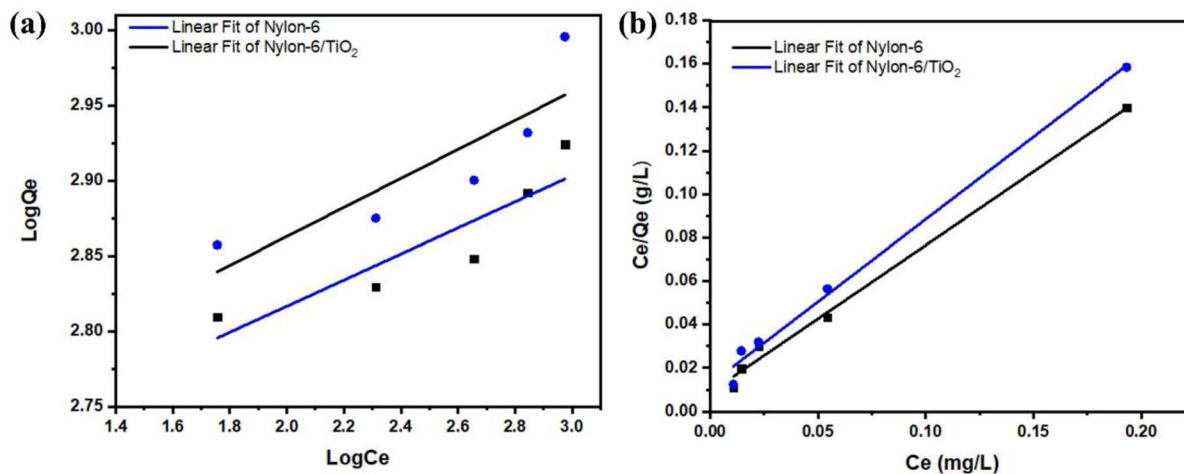 (a)
Linear Fit of Nylon-6
Linear Fit of Nylon-6/TiO₂
3.00
2.95
2.90
2.85
2.80
2.75
LogQe
1.4 1.6 1.8 2.0 2.2 2.4 2.6 2.8 3.0
LogCe
(b)
Linear Fit of Nylon-6
Linear Fit of Nylon-6/TiO₂
0.18
0.16
0.14
0.12
0.10
0.08
0.06
0.04
0.02
0.00
Ce/Qe (g/L)
0.00 0.05 0.10 0.15 0.20
Ce (mg/L)